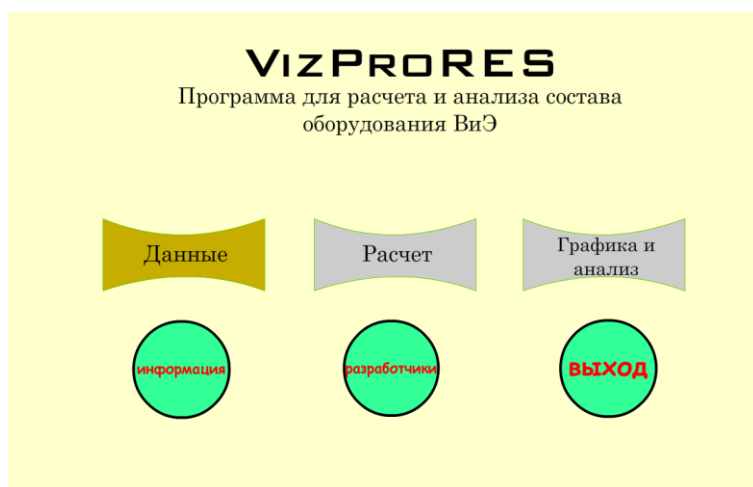 VizProRES
Программа для расчета и анализа состава
оборудования ВиЭ
Данные
Расчет
Графика и
анализ
информация
разработчики
выход